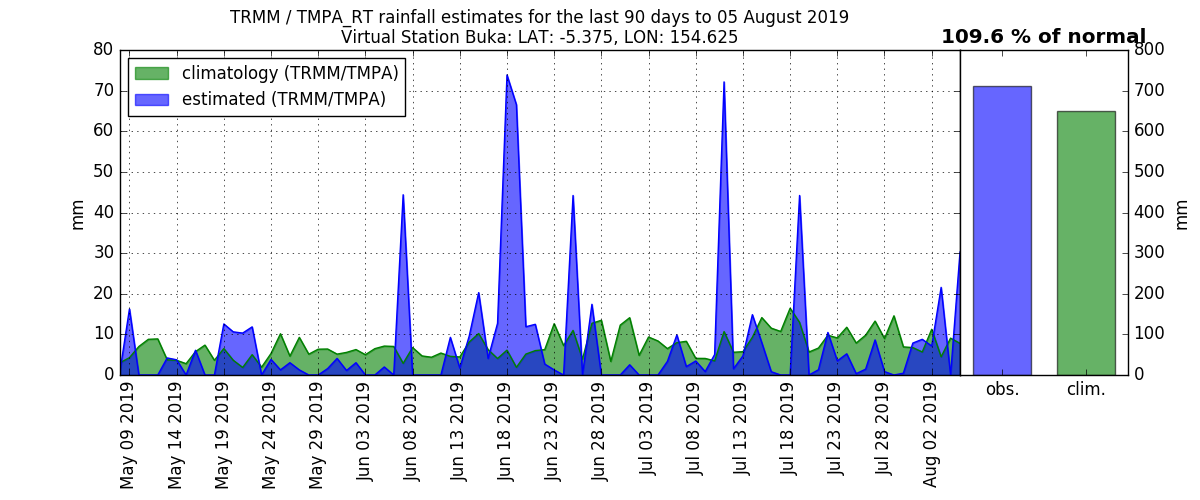 TRMM / TMPA_RT rainfall estimates for the last 90 days to 05 August 2019
Virtual Station Buka: LAT: -5.375, LON: 154.625
109.6 % of normal
climatology (TRMM/TMPA)
estimated (TRMM/TMPA)
80
70
60
50
40
30
20
10
0
mm
May 09 2019
May 14 2019
May 19 2019
May 24 2019
May 29 2019
Jun 03 2019
Jun 08 2019
Jun 13 2019
Jun 18 2019
Jun 23 2019
Jun 28 2019
Jul 03 2019
Jul 08 2019
Jul 13 2019
Jul 18 2019
Jul 23 2019
Jul 28 2019
Aug 02 2019
obs.
clim.
800
700
600
500
400
300
200
100
0
mm